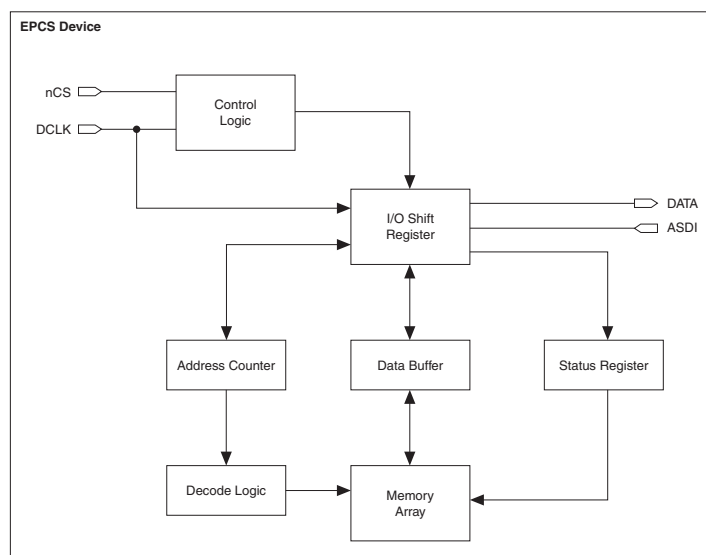 EPCS Device
nCS
Control
Logic
DCLK
DATA
I/O Shift
Register
ASDI
Address Counter
Data Buffer
Status Register
Decode Logic
Memory
Array